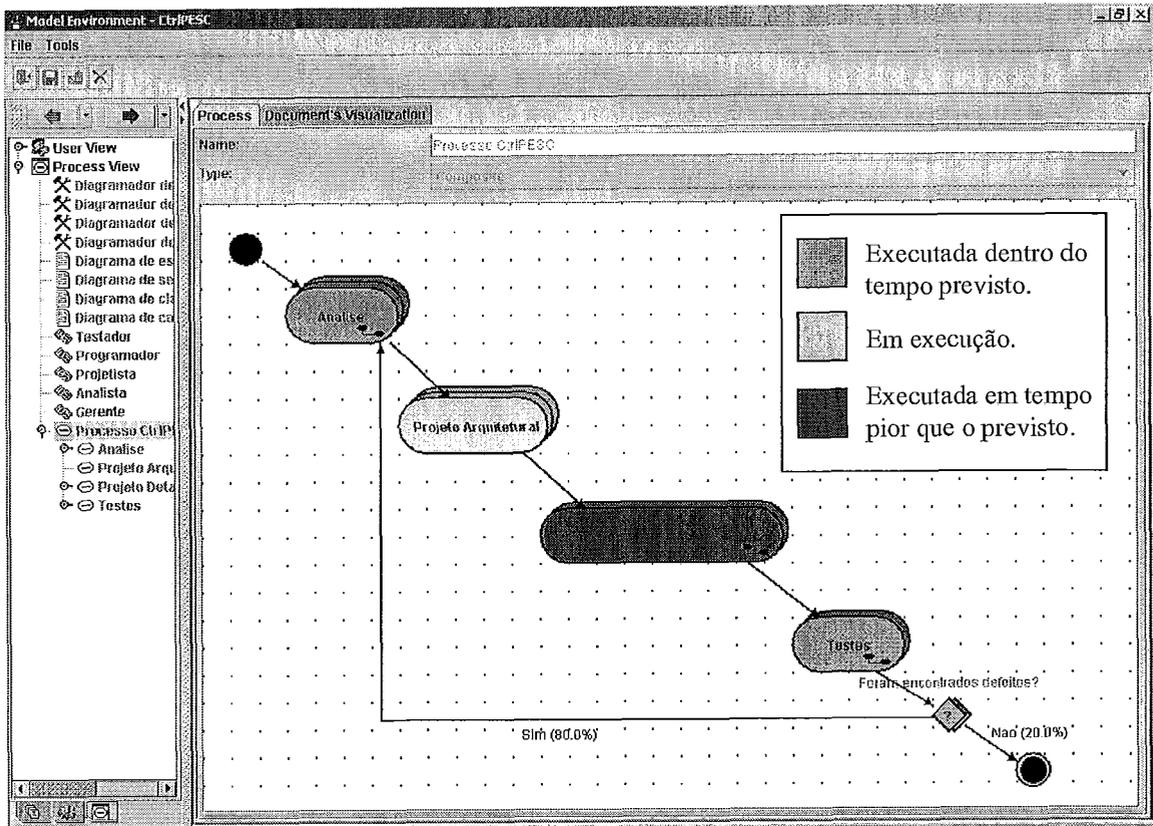 Model Environment - CtrlPESC
File Tools
Process Document's Visualization
Name: Processo CtrlPESC
Type: Composite
User View
Process View
Diagramador de
Diagramador de
Diagramador de
Diagramador de
Diagrama de es
Diagrama de se
Diagrama de cla
Diagrama de ca
Testador
Programador
Projetista
Analista
Gerente
Processo CtrlP
Analise
Projeto Arqu
Projeto Deta
Testes
Executada dentro do
tempo previsto.
Em execução.
Executada em tempo
pior que o previsto.
Analise
Projeto Arquitetural
Testes
Foram encontrados defeitos?
?
Sim (80.0%)
Nao (20.0%)